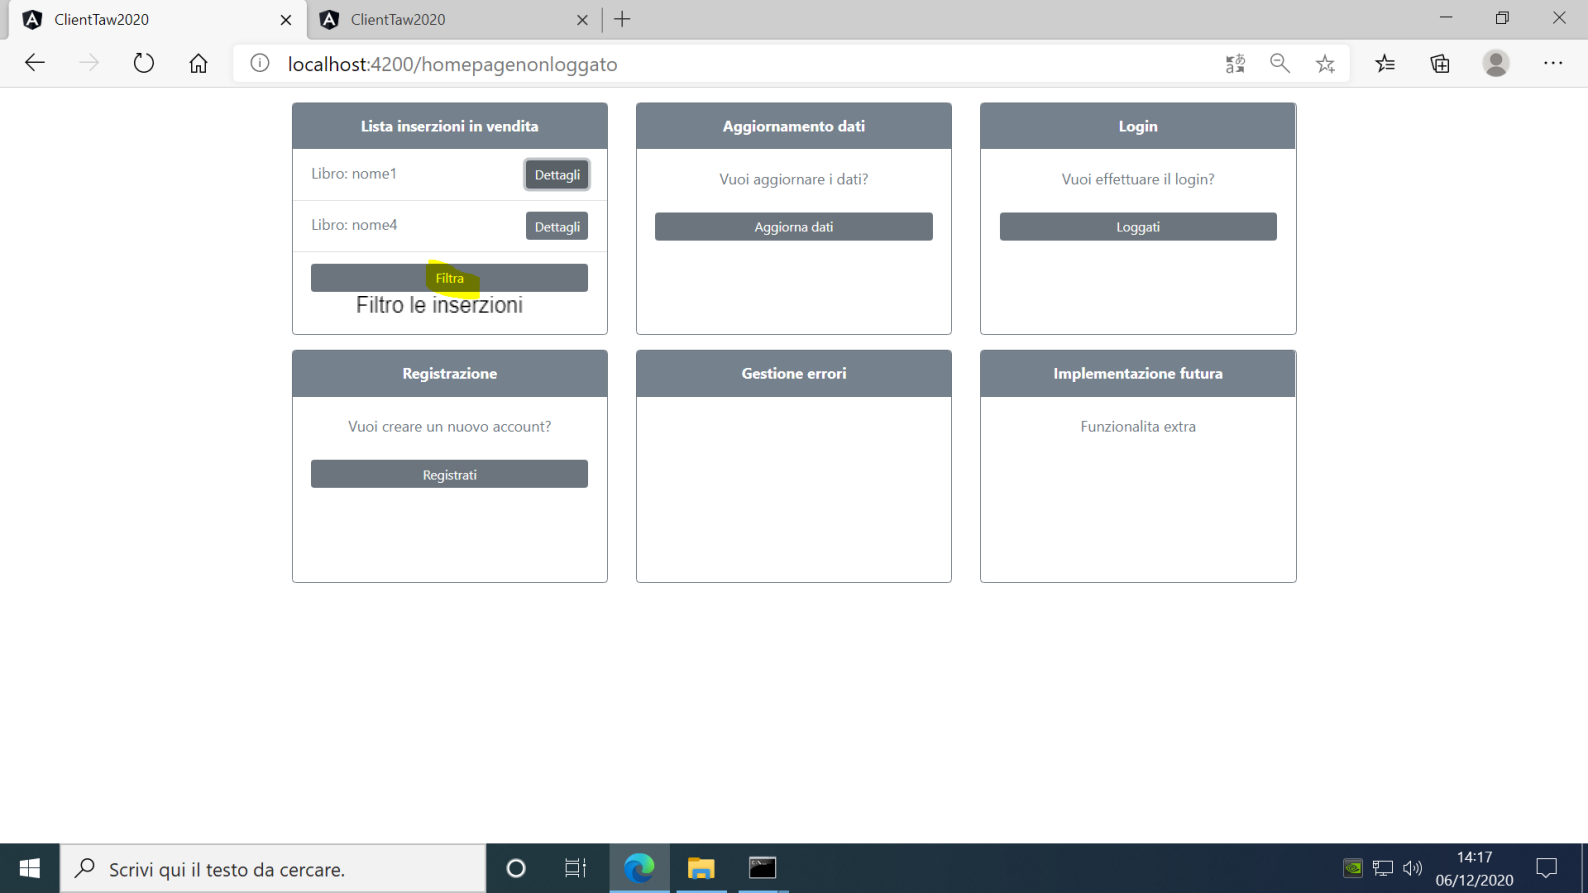 ClientTaw2020
ClientTaw2020
localhost:4200/homepagenonloggato
Lista inserzioni in vendita
Libro: nome1
Dettagli
Libro: nome4
Dettagli
Filtra
Filtro le inserzioni
Aggiornamento dati
Vuoi aggiornare i dati?
Aggiorna dati
Login
Vuoi effettuare il login?
Loggati
Registrazione
Vuoi creare un nuovo account?
Registrati
Gestione errori
Implementazione futura
Funzionalita extra
Scrivi qui il testo da cercare.
14:17
06/12/2020